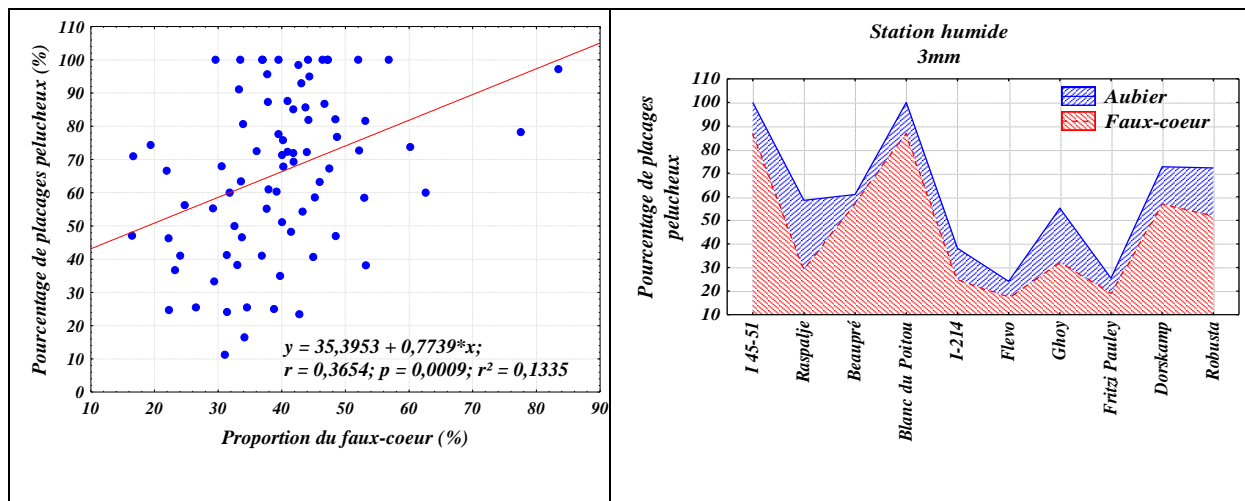 110
100
90
80
70
60
50
40
30
20
10
0
Pourcentage de placages pelucheux (%)
y = 35,3953 + 0,7739*x;
r = 0,3654; p = 0,0009; r² = 0,1335
10 20 30 40 50 60 70 80 90
Proportion du faux-coeur (%)
Station humide
3mm
110
100
90
80
70
60
50
40
30
20
10
Pourcentage de placages
pelucheux
Aubier
Faux-coeur
I 45-51
Raspalje
Beaupré
Blanc du Poitou
I-214
Flevo
Ghoy
Fritzi Pauley
Dorskamp
Robusta